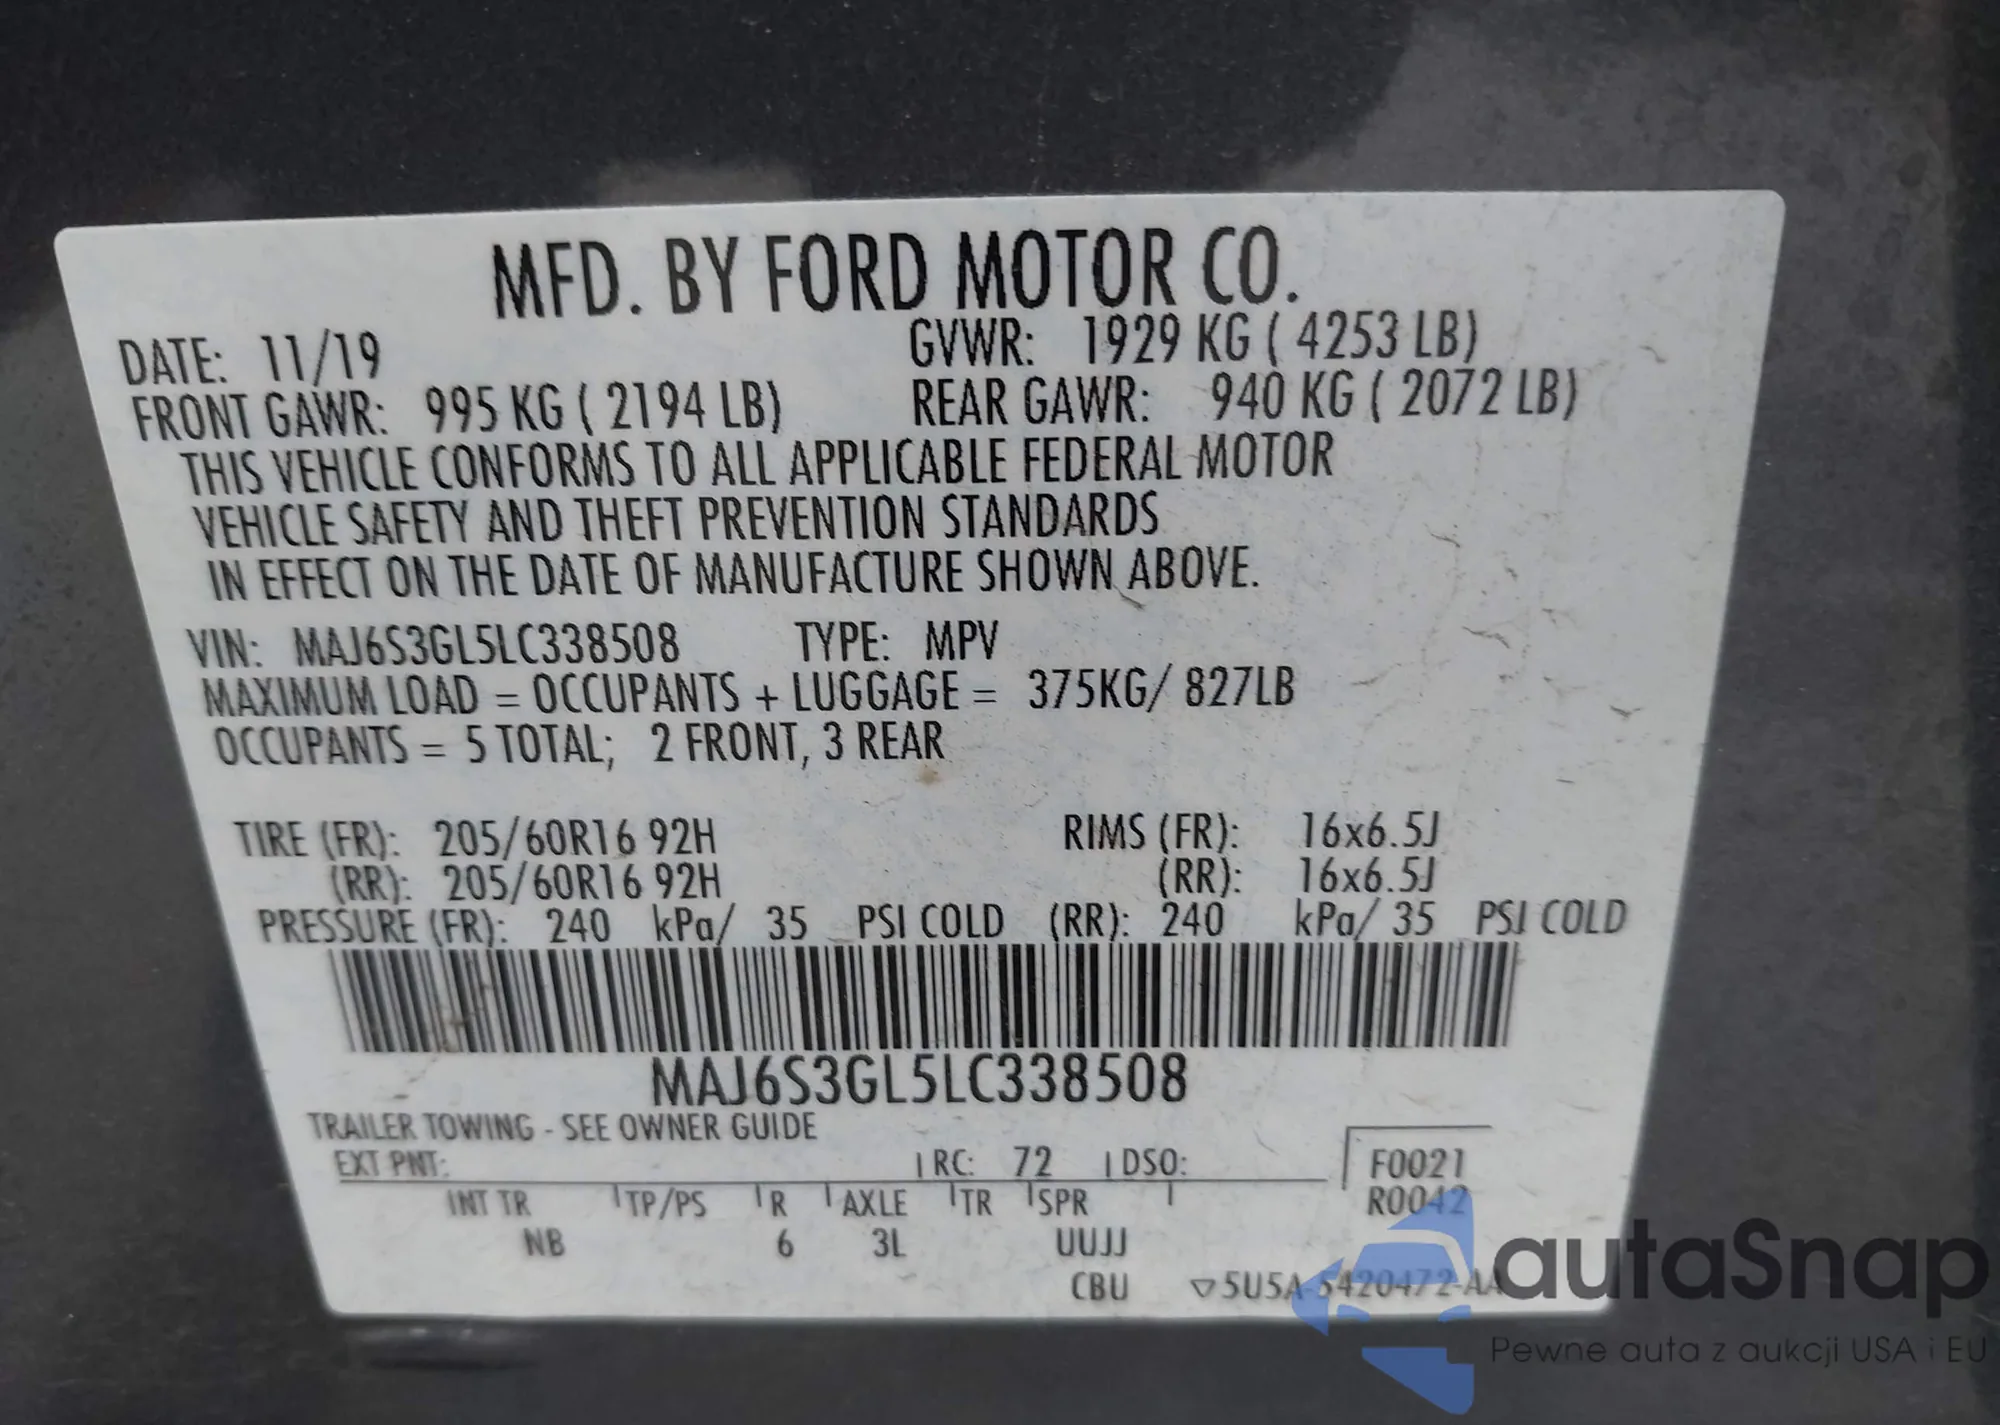 MFD. BY FORD MOTOR CO.
DATE: 11/19 GVWR: 1929 KG ( 4253 LB)
FRONT GAWR: 995 KG ( 2194 LB) REAR GAWR: 940 KG ( 2072 LB)
THIS VEHICLE CONFORMS TO ALL APPLICABLE FEDERAL MOTOR
VEHICLE SAFETY AND THEFT PREVENTION STANDARDS
IN EFFECT ON THE DATE OF MANUFACTURE SHOWN ABOVE.
VIN: MAJ6S3GL5LC338508 TYPE: MPV
MAXIMUM LOAD = OCCUPANTS + LUGGAGE = 375KG/ 827LB
OCCUPANTS = 5 TOTAL; 2 FRONT, 3 REAR
TIRE (FR): 205/60R16 92H RIMS (FR): 16x6.5J
(RR): 205/60R16 92H (RR): 16x6.5J
PRESSURE (FR): 240 kPa/ 35 PSI COLD (RR): 240 kPa/ 35 PSI COLD
MAJ6S3GL5LC338508
TRAILER TOWING - SEE OWNER GUIDE
EXT PNT: RC: 72 DSO: F0021
INT TR TP/PS R AXLE TR SPR R0042
NB 6 3L UUJJ
CBU ▽5U5A-5420472-AA
autaSnap
Pewne auta z aukcji USA i EU